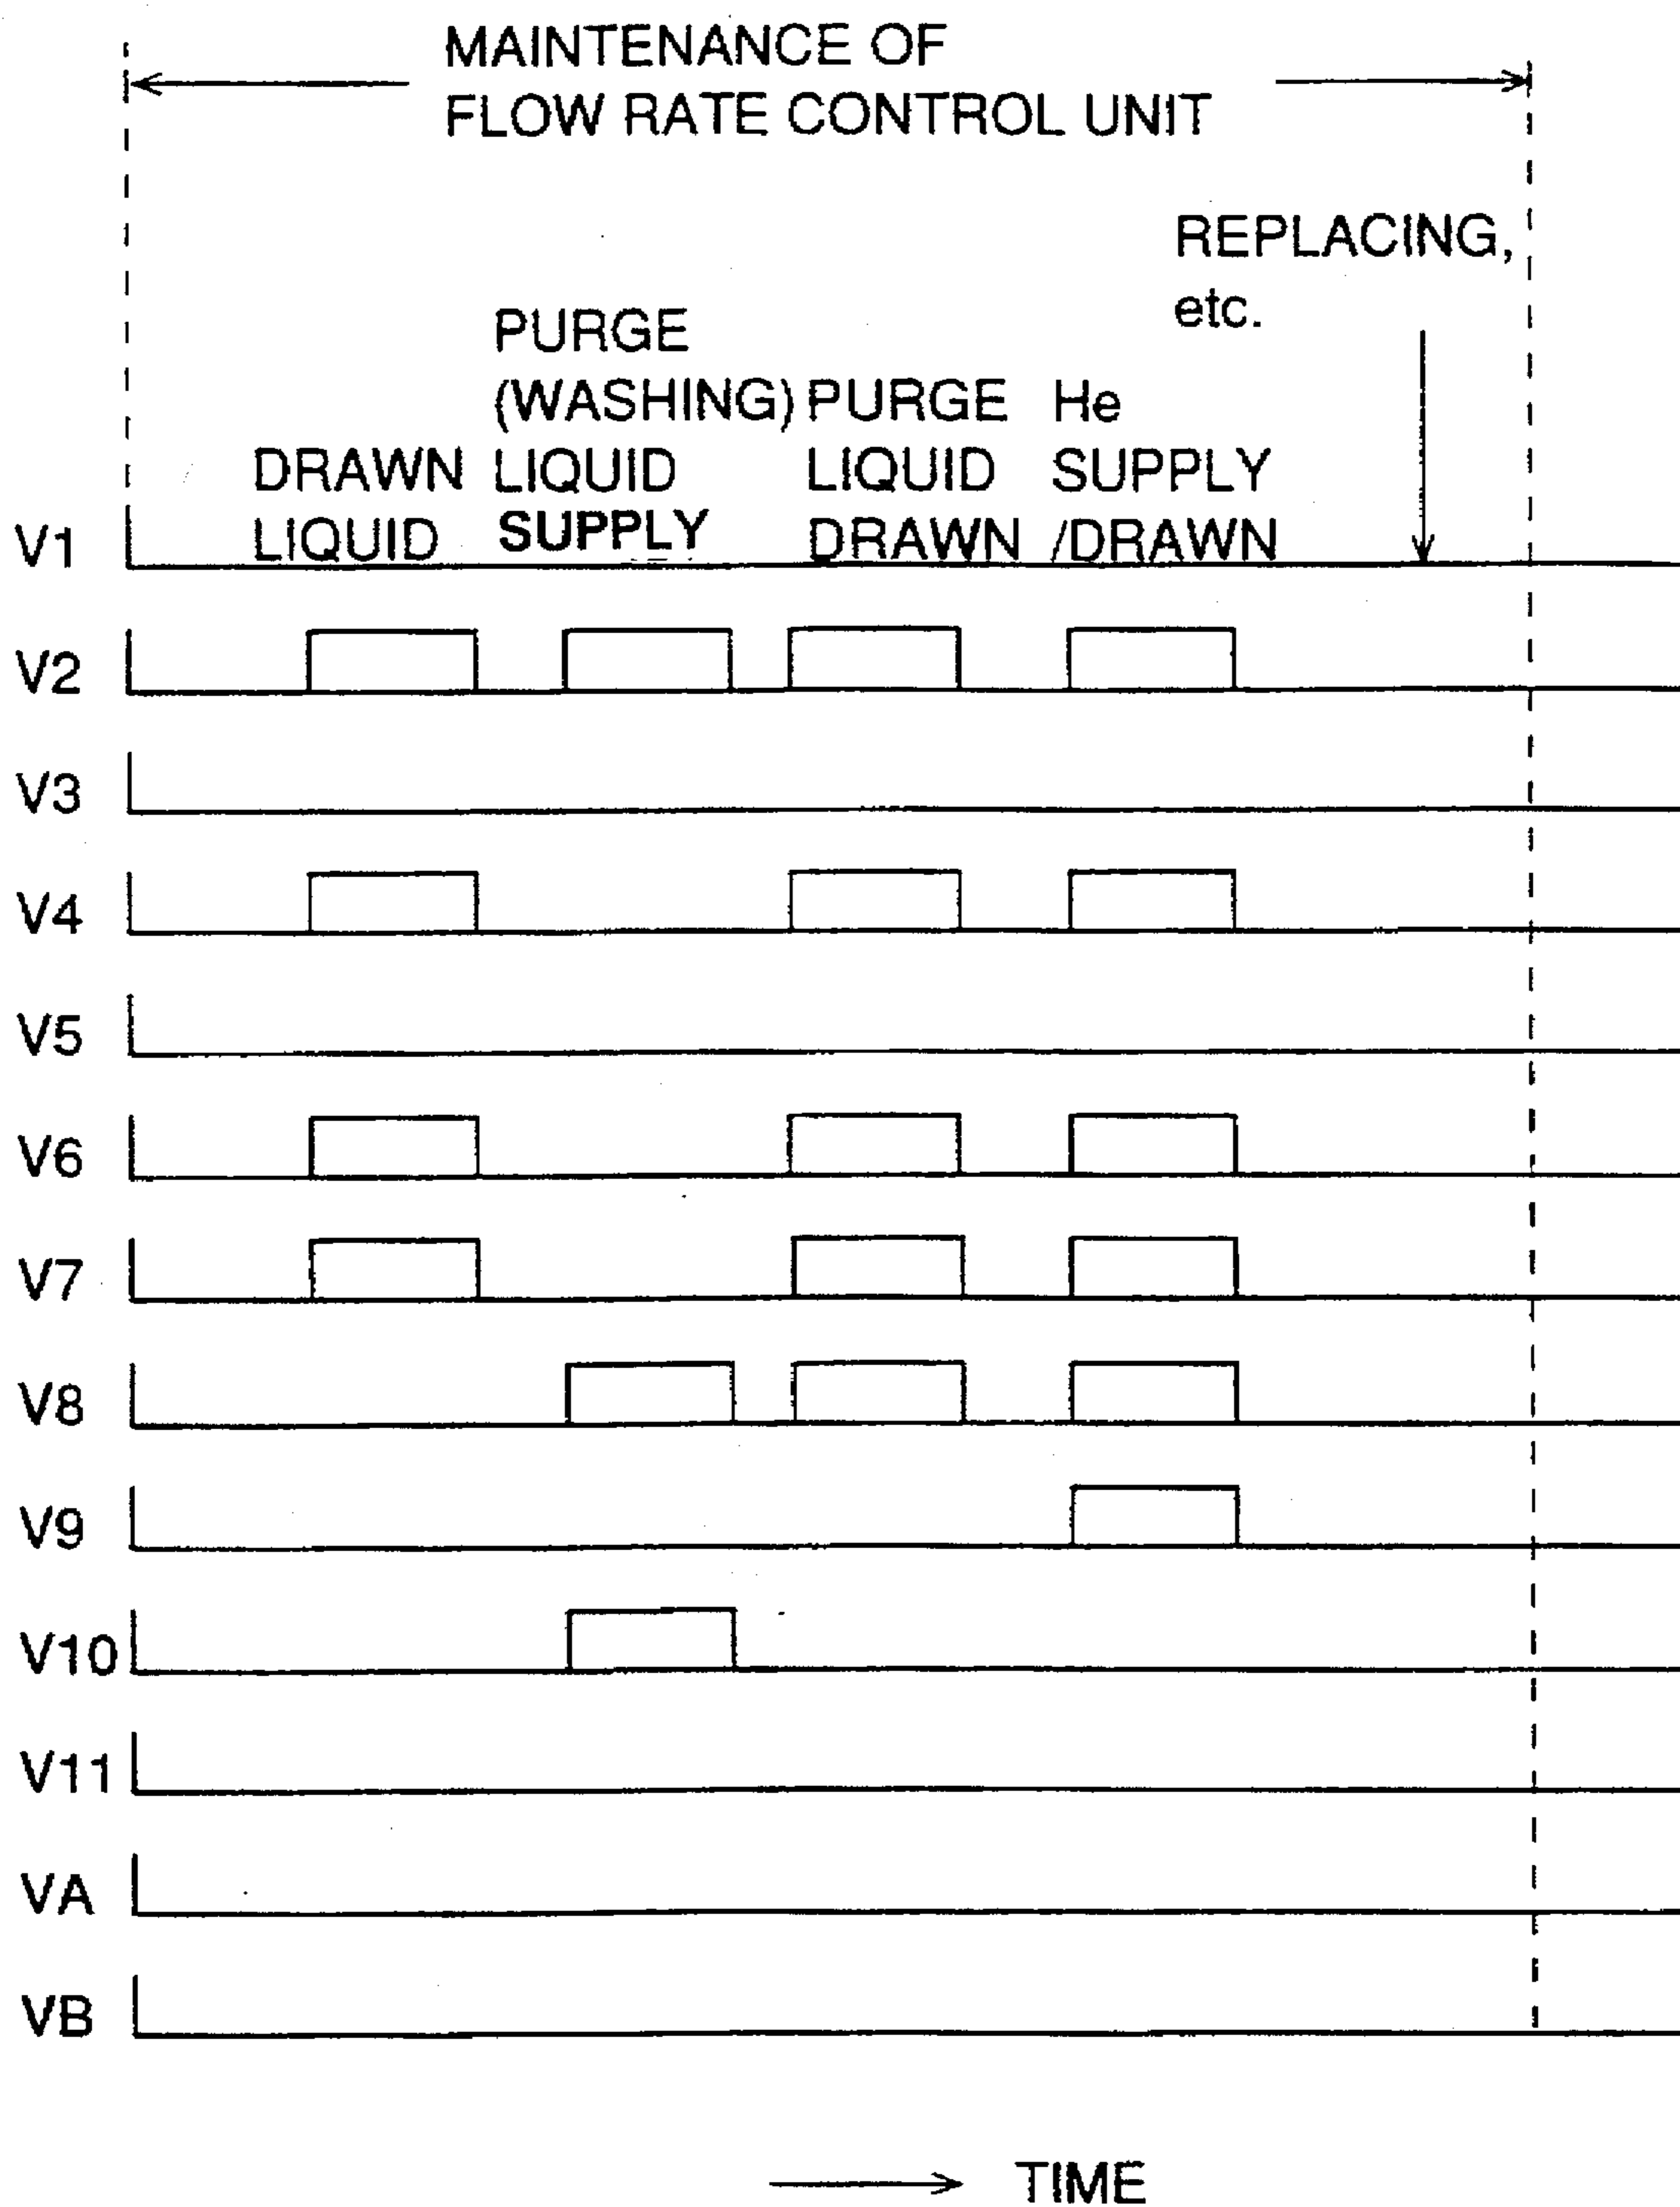 MAINTENANCE OF
FLOW RATE CONTROL UNIT
REPLACING,
etc.
DRAWN
LIQUID
PURGE
(WASHING)
LIQUID
SUPPLY
PURGE
LIQUID
DRAWN
He
SUPPLY
/DRAWN
V1
V2
V3
V4
V5
V6
V7
V8
V9
V10
V11
VA
VB
TIME